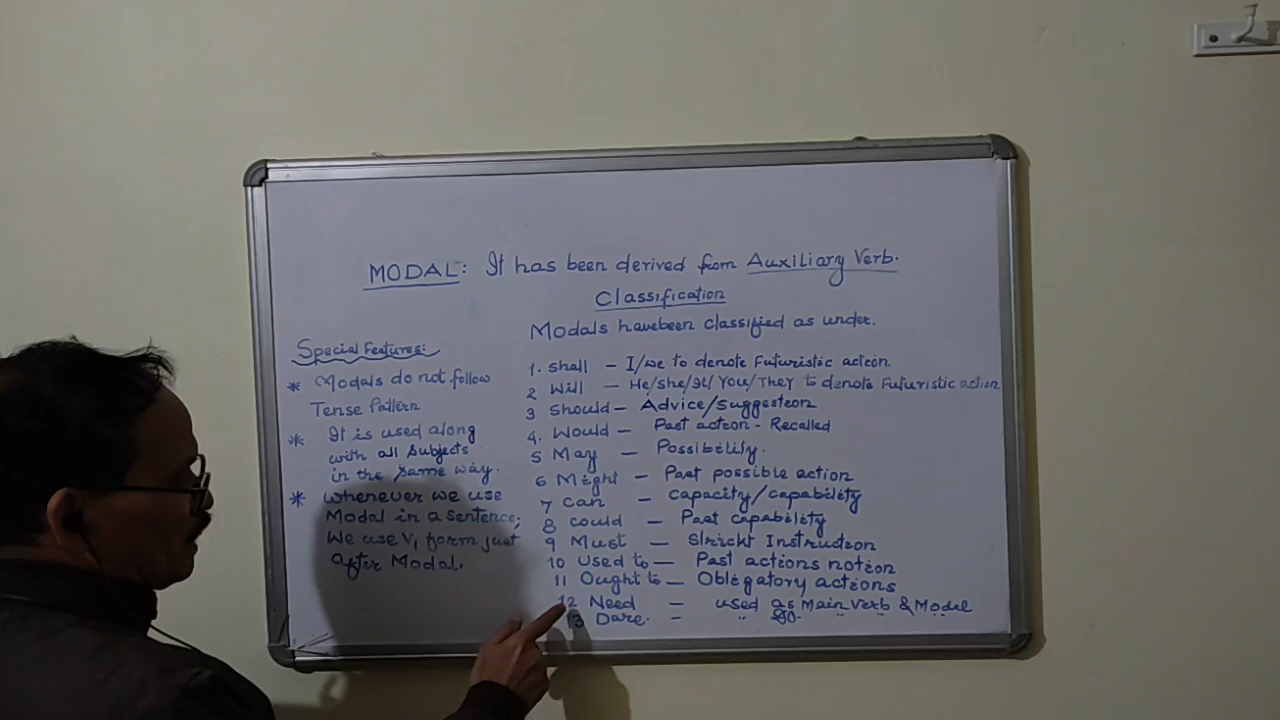 MODAL: It has been derived from Auxiliary Verb.
Classification
Modals havebeen classified as under.
Special Features:
* Modals do not follow
Tense Pattern
* It is used along
with all subjects
in the same way.
* whenever we use
Modal in a sentence,
We use V1 form just
after Modal.
1. shall – I/we to denote Futuristic action.
2 Will – He/she/It/You/They to denote Futuristic action
3 Should – Advice/suggestion
4. Would – Past action - Recalled
5 May – Possibility.
6 Might – Past possible action
7 can – capacity/capability
8 could – Past capability
9 Must – Strickt Instruction
10 Used to – Past actions notion
11 Ought to – Oblegatory actions
12 Need – used as Main Verb & Modal
13 Dare. – " do. " "